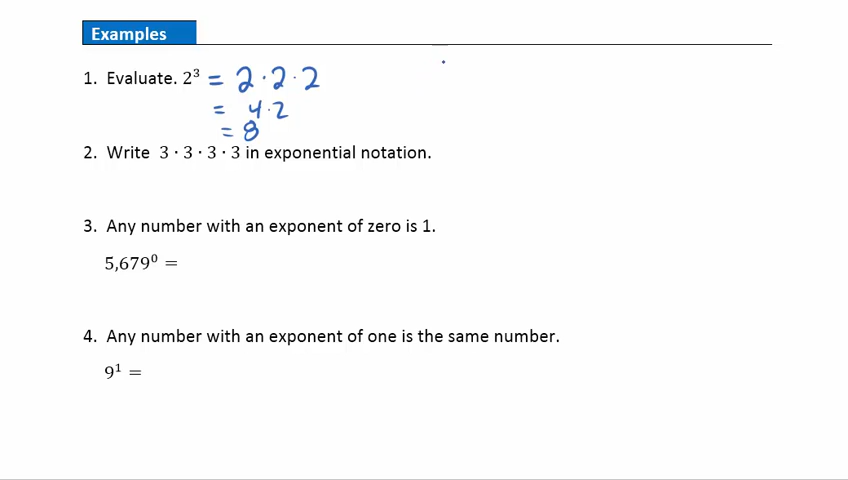 Examples
1. Evaluate. 2³ = 2 · 2 · 2
= 4 · 2
= 8
2. Write 3 · 3 · 3 · 3 in exponential notation.
3. Any number with an exponent of zero is 1.
5,679⁰ =
4. Any number with an exponent of one is the same number.
9¹ =